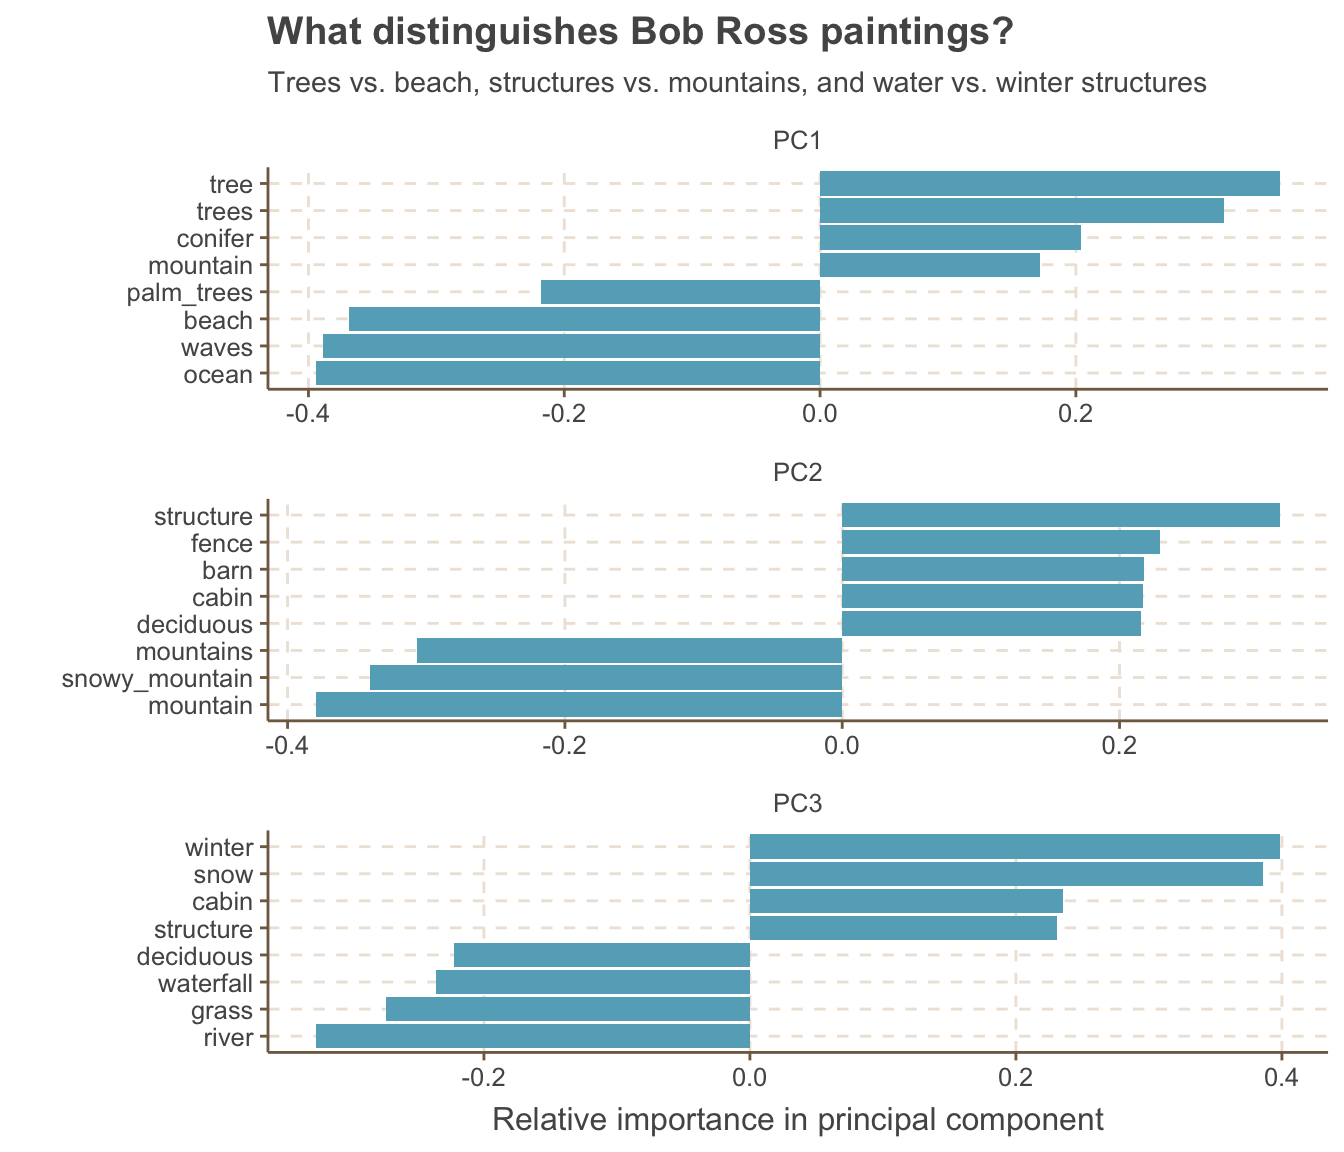 What distinguishes Bob Ross paintings?
Trees vs. beach, structures vs. mountains, and water vs. winter structures
PC1
tree
trees
conifer
mountain
palm_trees
beach
waves
ocean
-0.4 -0.2 0.0 0.2
PC2
structure
fence
barn
cabin
deciduous
mountains
snowy_mountain
mountain
-0.4 -0.2 0.0 0.2
PC3
winter
snow
cabin
structure
deciduous
waterfall
grass
river
-0.2 0.0 0.2 0.4
Relative importance in principal component